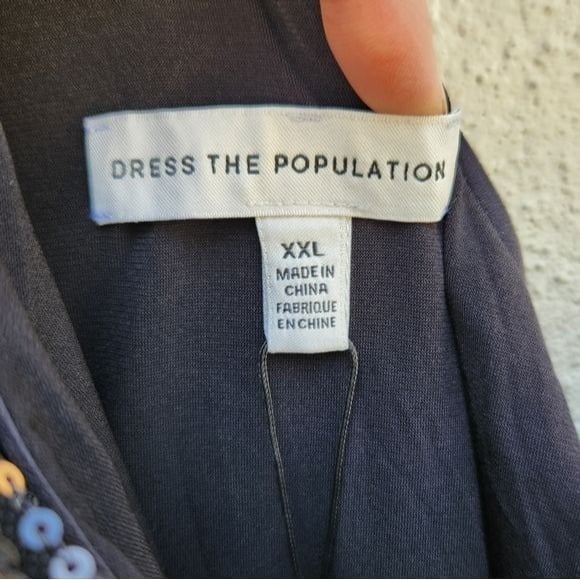 DRESS THE POPULATION
XXL
MADE IN
CHINA
FABRIQUE
EN CHINE